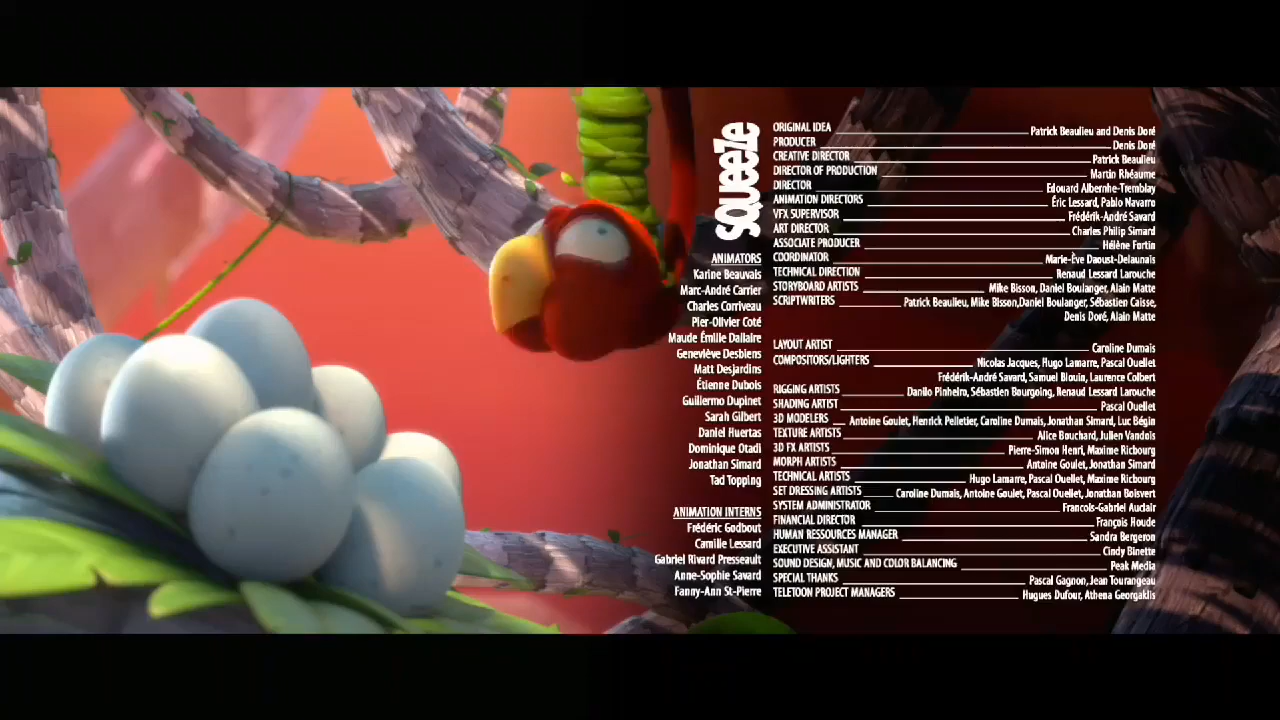 squeeze
ANIMATORS
Karine Beauvais
Marc-André Carrier
Charles Corriveau
Pier-Olivier Coté
Maude Émilie Dallaire
Geneviève Desbiens
Matt Desjardins
Étienne Dubois
Guillermo Dupinet
Sarah Gilbert
Daniel Huertas
Dominique Otadi
Jonathan Simard
Tad Topping
ANIMATION INTERNS
Frédéric Godbout
Camille Lessard
Gabriel Rivard Presseault
Anne-Sophie Savard
Fanny-Ann St-Pierre
ORIGINAL IDEA Patrick Beaulieu and Denis Doré
PRODUCER Denis Doré
CREATIVE DIRECTOR Patrick Beaulieu
DIRECTOR OF PRODUCTION Martin Rhéaume
DIRECTOR Edouard Albernhe-Tremblay
ANIMATION DIRECTORS Éric Lessard, Pablo Navarro
VFX SUPERVISOR Frédérik-André Savard
ART DIRECTOR Charles Philip Simard
ASSOCIATE PRODUCER Hélène Fortin
COORDINATOR Marie-Ève Daoust-Delaunais
TECHNICAL DIRECTION Renaud Lessard Larouche
STORYBOARD ARTISTS Mike Bisson, Daniel Boulanger, Alain Matte
SCRIPTWRITERS Patrick Beaulieu, Mike Bisson,Daniel Boulanger, Sébastien Caisse,
Denis Doré, Alain Matte
LAYOUT ARTIST Caroline Dumais
COMPOSITORS/LIGHTERS Nicolas Jacques, Hugo Lamarre, Pascal Ouellet
Frédérik-André Savard, Samuel Blouin, Laurence Colbert
RIGGING ARTISTS Danilo Pinheiro, Sébastien Bourgoing, Renaud Lessard Larouche
SHADING ARTIST Pascal Ouellet
3D MODELERS Antoine Goulet, Henrick Pelletier, Caroline Dumais, Jonathan Simard, Luc Bégin
TEXTURE ARTISTS Alice Bouchard, Julien Vandois
3D FX ARTISTS Pierre-Simon Henri, Maxime Ricbourg
MORPH ARTISTS Antoine Goulet, Jonathan Simard
TECHNICAL ARTISTS Hugo Lamarre, Pascal Ouellet, Maxime Ricbourg
SET DRESSING ARTISTS Caroline Dumais, Antoine Goulet, Pascal Ouellet, Jonathan Boisvert
SYSTEM ADMINISTRATOR Francois-Gabriel Auclair
FINANCIAL DIRECTOR François Houde
HUMAN RESSOURCES MANAGER Sandra Bergeron
EXECUTIVE ASSISTANT Cindy Binette
SOUND DESIGN, MUSIC AND COLOR BALANCING Peak Media
SPECIAL THANKS Pascal Gagnon, Jean Tourangeau
TELETOON PROJECT MANAGERS Hugues Dufour, Athena Georgaklis